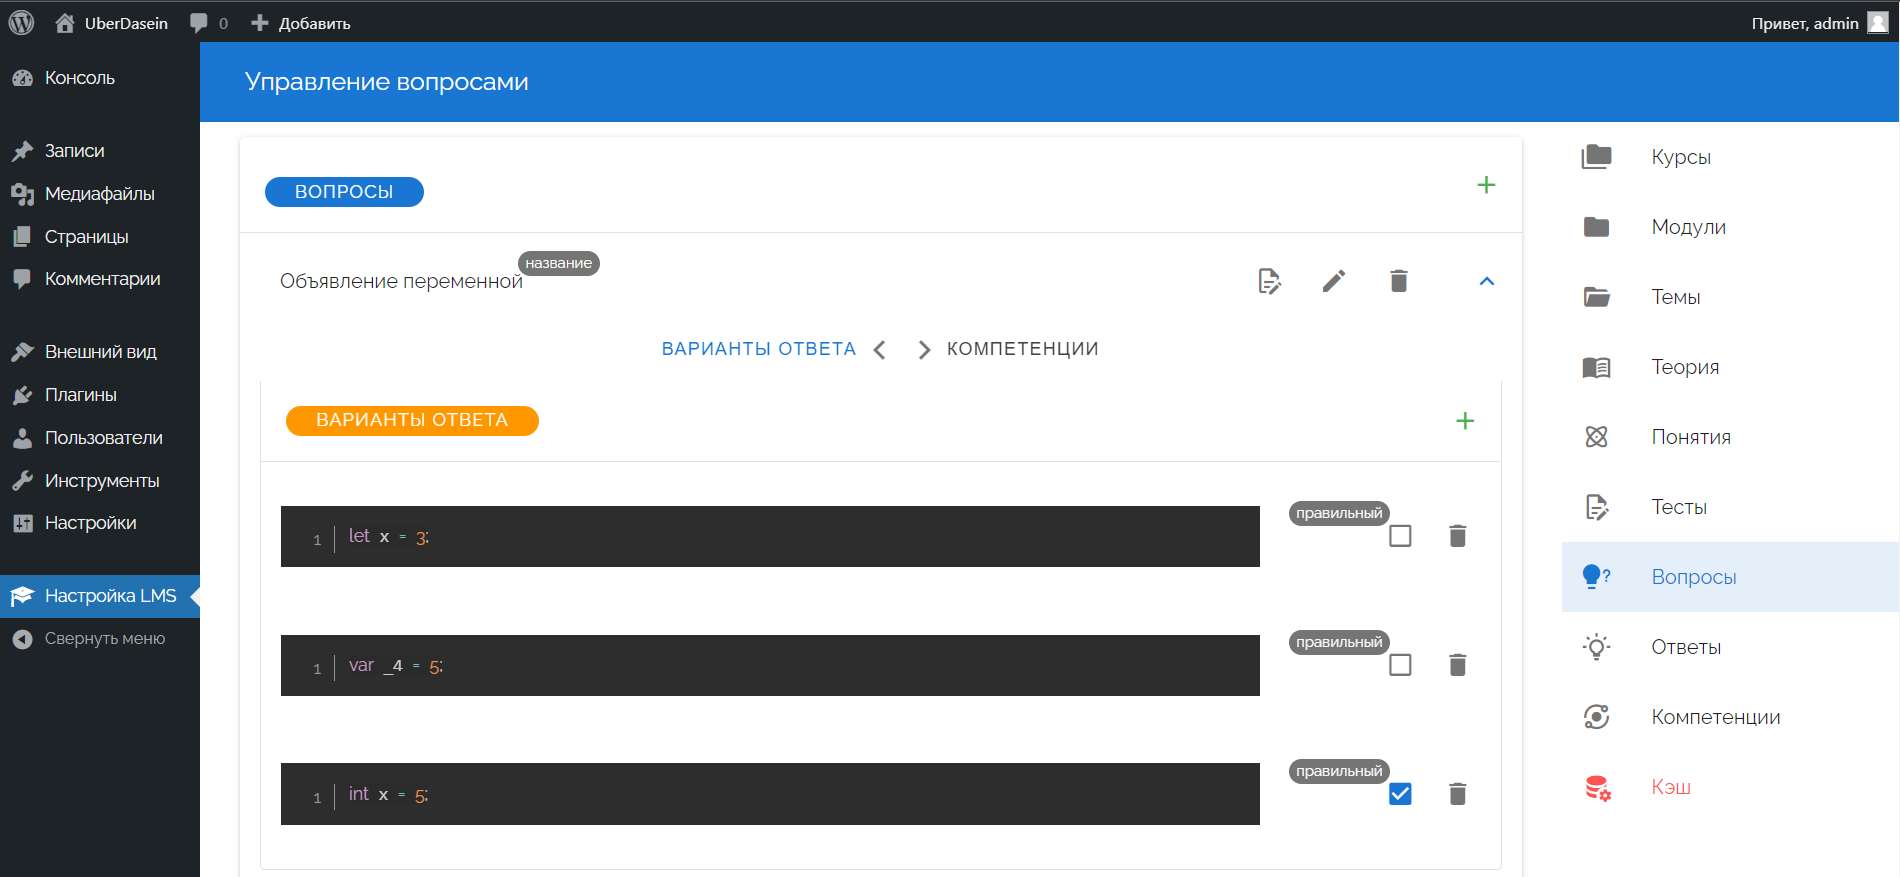 UberDasein 0 Добавить Привет, admin
Консоль
Записи
Медиафайлы
Страницы
Комментарии
Внешний вид
Плагины
Пользователи
Инструменты
Настройки
Настройка LMS
Свернуть меню
Управление вопросами
ВОПРОСЫ
название
Объявление переменной
ВАРИАНТЫ ОТВЕТА КОМПЕТЕНЦИИ
ВАРИАНТЫ ОТВЕТА
правильный
1 let x = 3;
правильный
1 var _4 = 5;
правильный
1 int x = 5;
Курсы
Модули
Темы
Теория
Понятия
Тесты
Вопросы
Ответы
Компетенции
Кэш